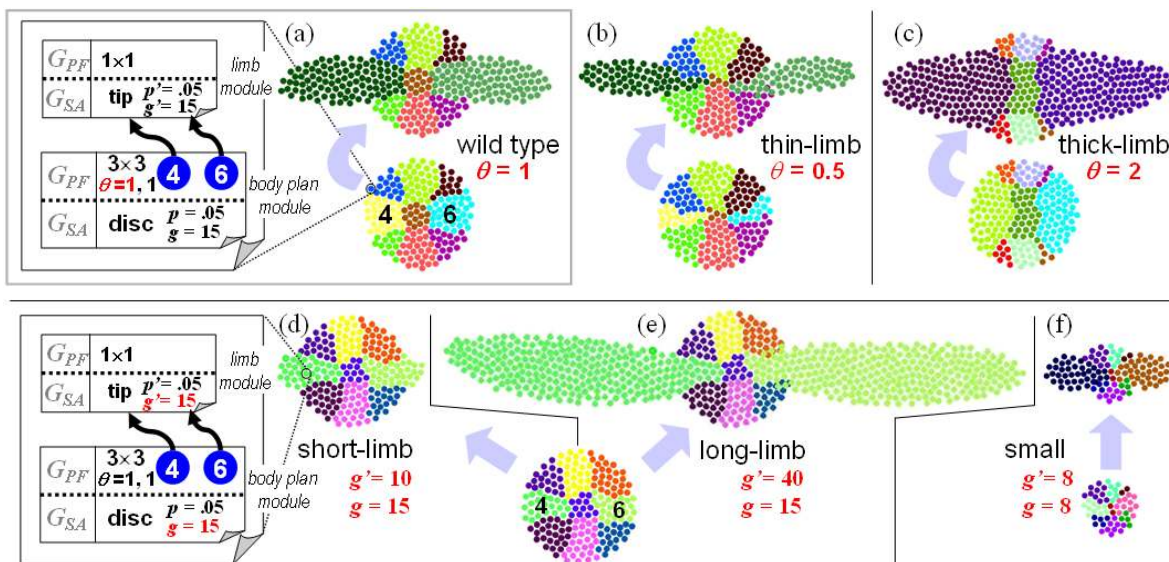 G_PF 1×1
limb
module
G_SA tip p'= .05
g'= 15
G_PF 3×3
θ=1, 1
4 6
body plan
module
G_SA disc p = .05
g = 15
(a)
wild type
θ = 1
4 6
(b)
thin-limb
θ = 0.5
(c)
thick-limb
θ = 2
G_PF 1×1
limb
module
G_SA tip p'= .05
g'= 15
G_PF 3×3
θ=1, 1
4 6
body plan
module
G_SA disc p = .05
g = 15
(d)
short-limb
g'= 10
g = 15
4 6
(e)
long-limb
g'= 40
g = 15
(f)
small
g'= 8
g = 8